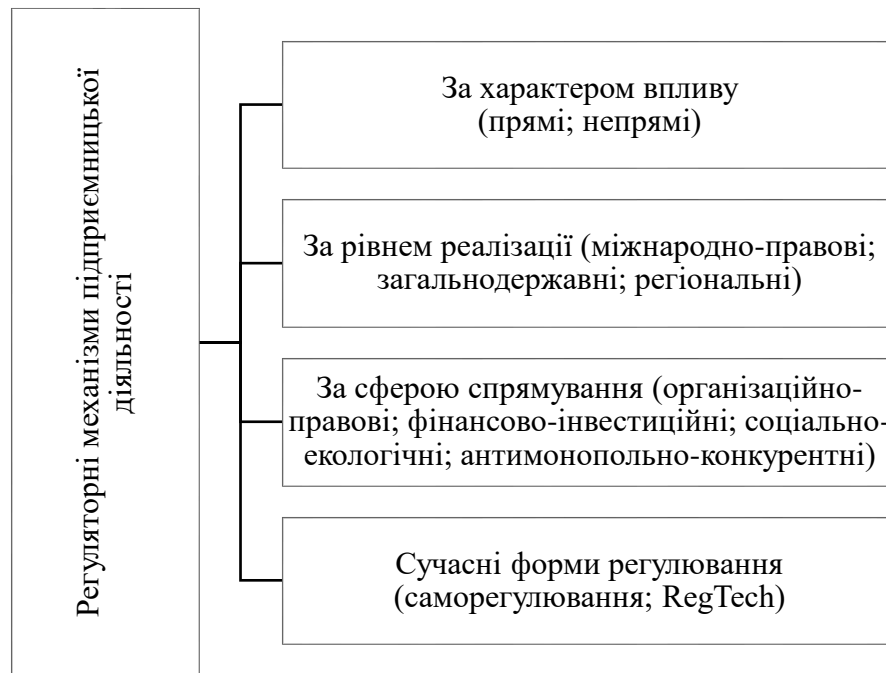 Регуляторні механізми підприємницької
діяльності
За характером впливу
(прямі; непрямі)
За рівнем реалізації (міжнародно-правові;
загальнодержавні; регіональні)
За сферою спрямування (організаційно-
правові; фінансово-інвестиційні; соціально-
екологічні; антимонопольно-конкурентні)
Сучасні форми регулювання
(саморегулювання; RegTech)